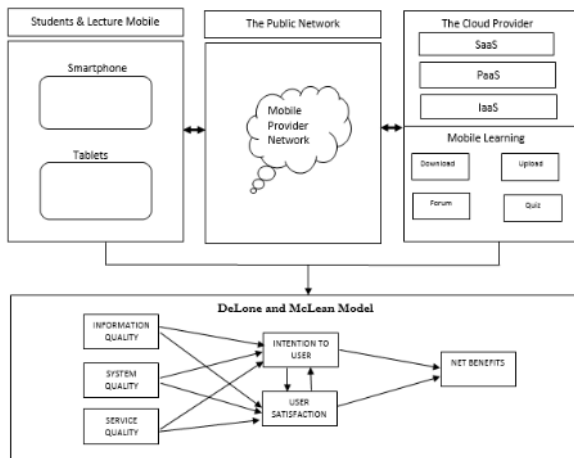 Students & Lecture Mobile
Smartphone
Tablets
The Public Network
Mobile
Provider
Network
The Cloud Provider
SaaS
PaaS
IaaS
Mobile Learning
Download
Upload
Forum
Quiz
DeLone and McLean Model
INFORMATION
QUALITY
SYSTEM
QUALITY
SERVICE
QUALITY
INTENTION TO
USER
USER
SATISFACTION
NET BENEFITS